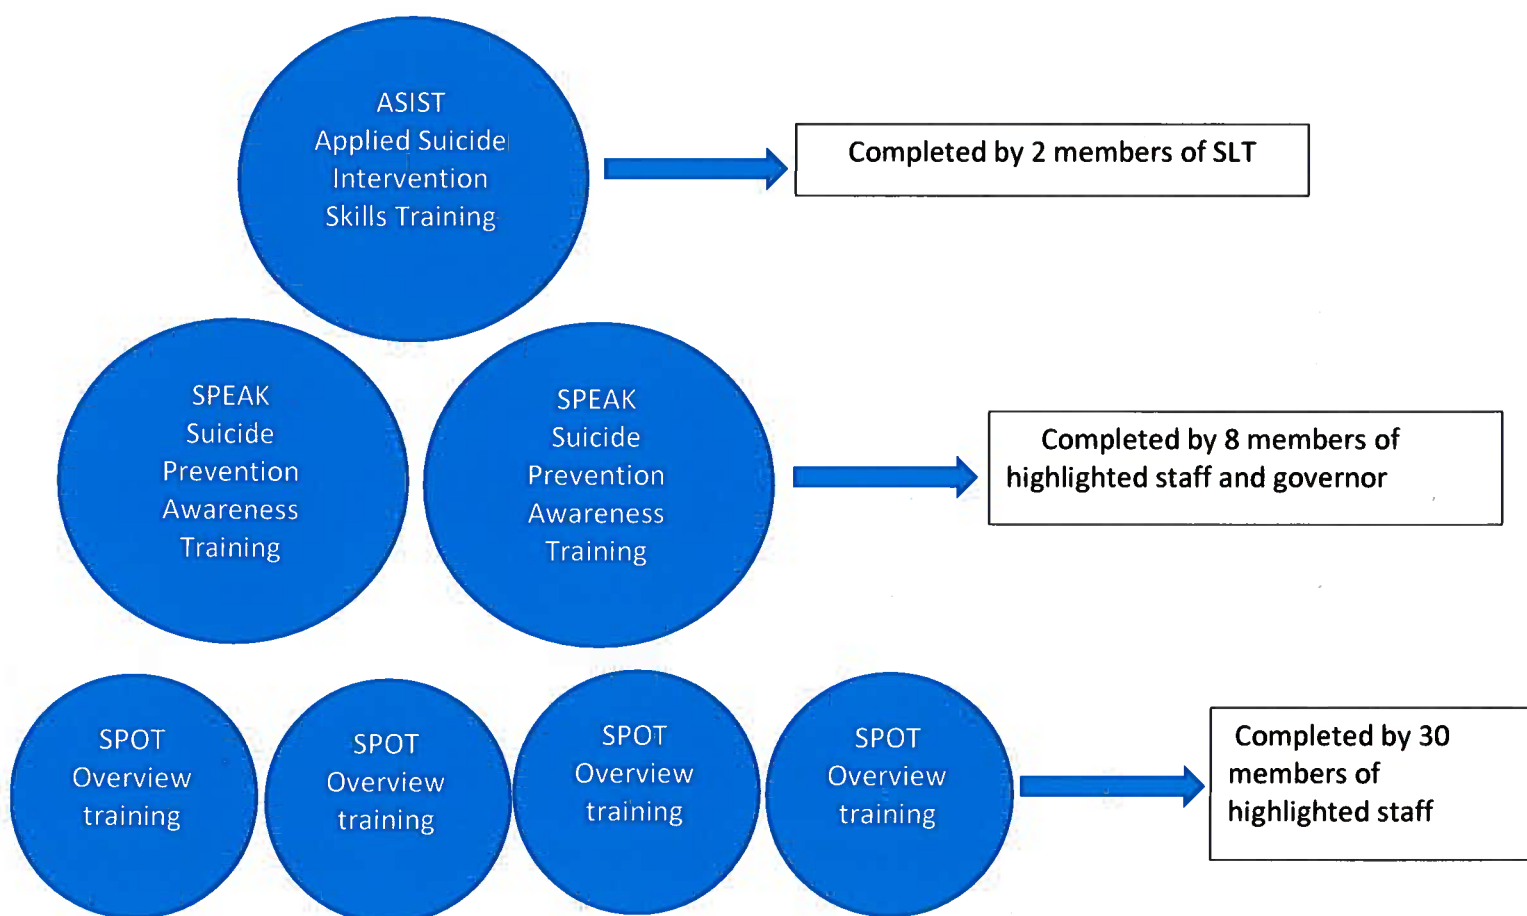 ASIST
Applied Suicide
Intervention
Skills Training
Completed by 2 members of SLT
SPEAK
Suicide
Prevention
Awareness
Training
SPEAK
Suicide
Prevention
Awareness
Training
Completed by 8 members of
highlighted staff and governor
SPOT
Overview
training
SPOT
Overview
training
SPOT
Overview
training
SPOT
Overview
training
Completed by 30
members of
highlighted staff